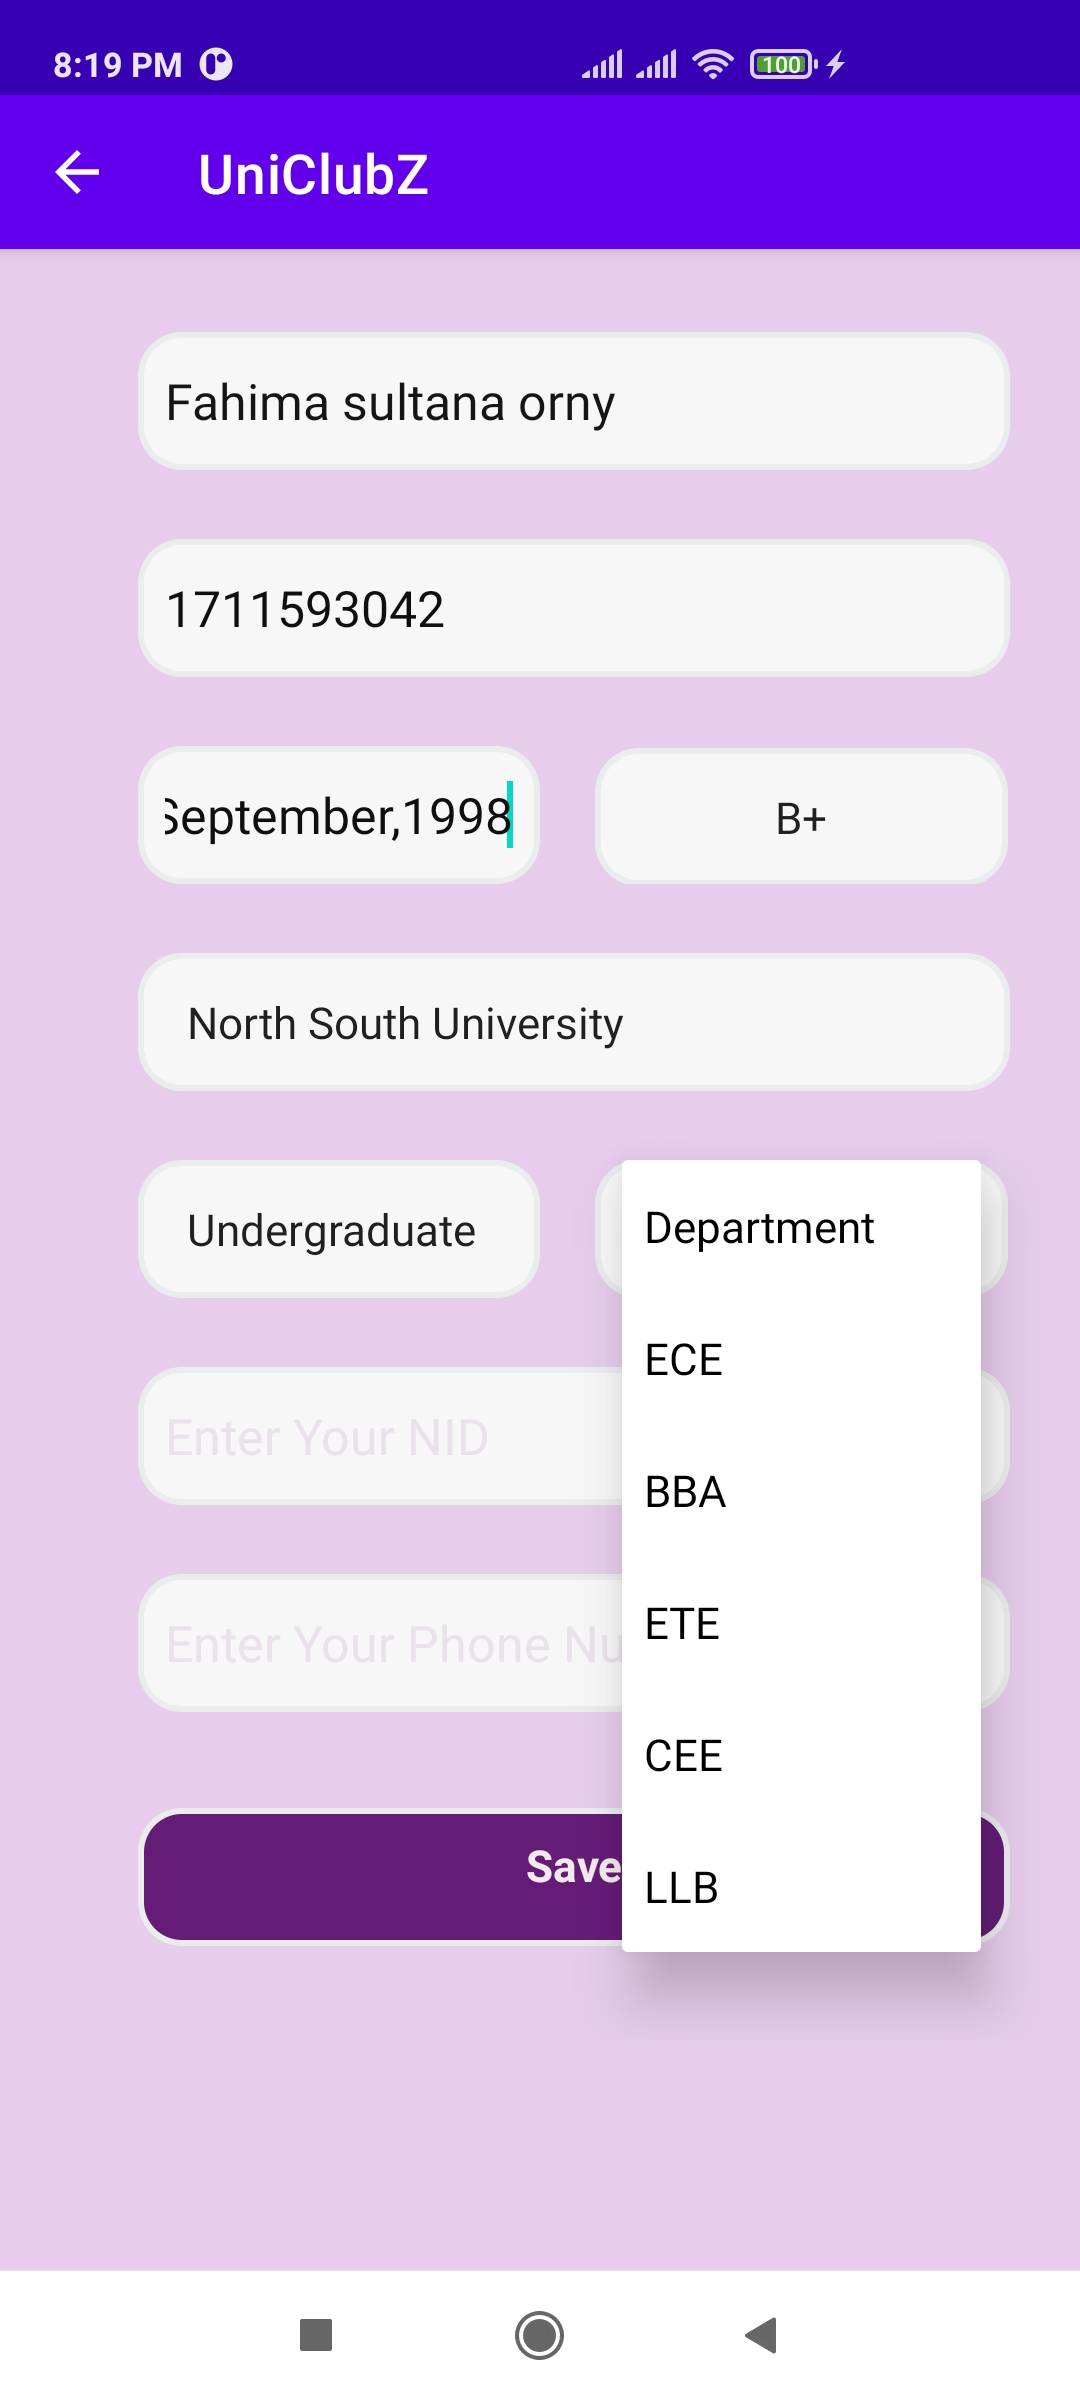 8:19 PM
100
UniClubZ
Fahima sultana orny
1711593042
September,1998
B+
North South University
Undergraduate
Department
ECE
BBA
ETE
CEE
LLB
Enter Your NID
Enter Your Phone
Save